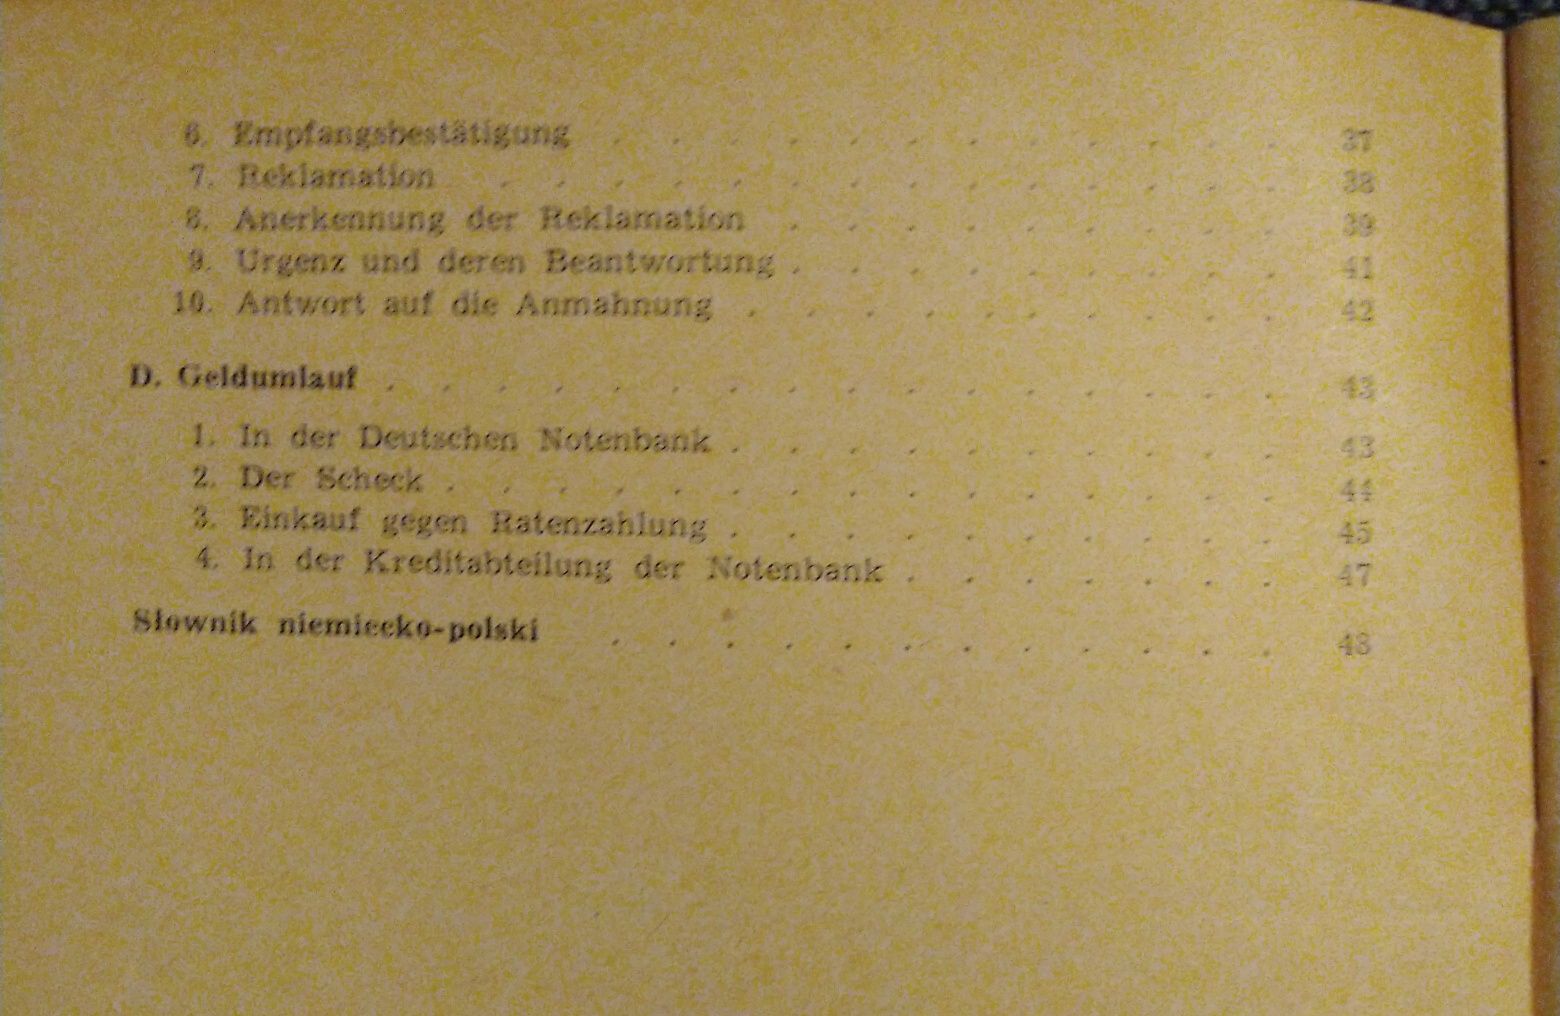 6. Empfangsbestätigung . . . . . . . . . . . . 37
7. Reklamation . . . . . . . . . . . . . . 38
8. Anerkennung der Reklamation . . . . . . . . . 39
9. Urgenz und deren Beantwortung . . . . . . . . . 41
10. Antwort auf die Anmahnung . . . . . . . . . . 42
D. Geldumlauf . . . . . . . . . . . . . . . . 43
1. In der Deutschen Notenbank . . . . . . . . . . 43
2. Der Scheck . . . . . . . . . . . . . . . 44
3. Einkauf gegen Ratenzahlung . . . . . . . . . . 45
4. In der Kreditabteilung der Notenbank . . . . . . . 47
Słownik niemiecko-polski . . . . . . . . . . . . 48